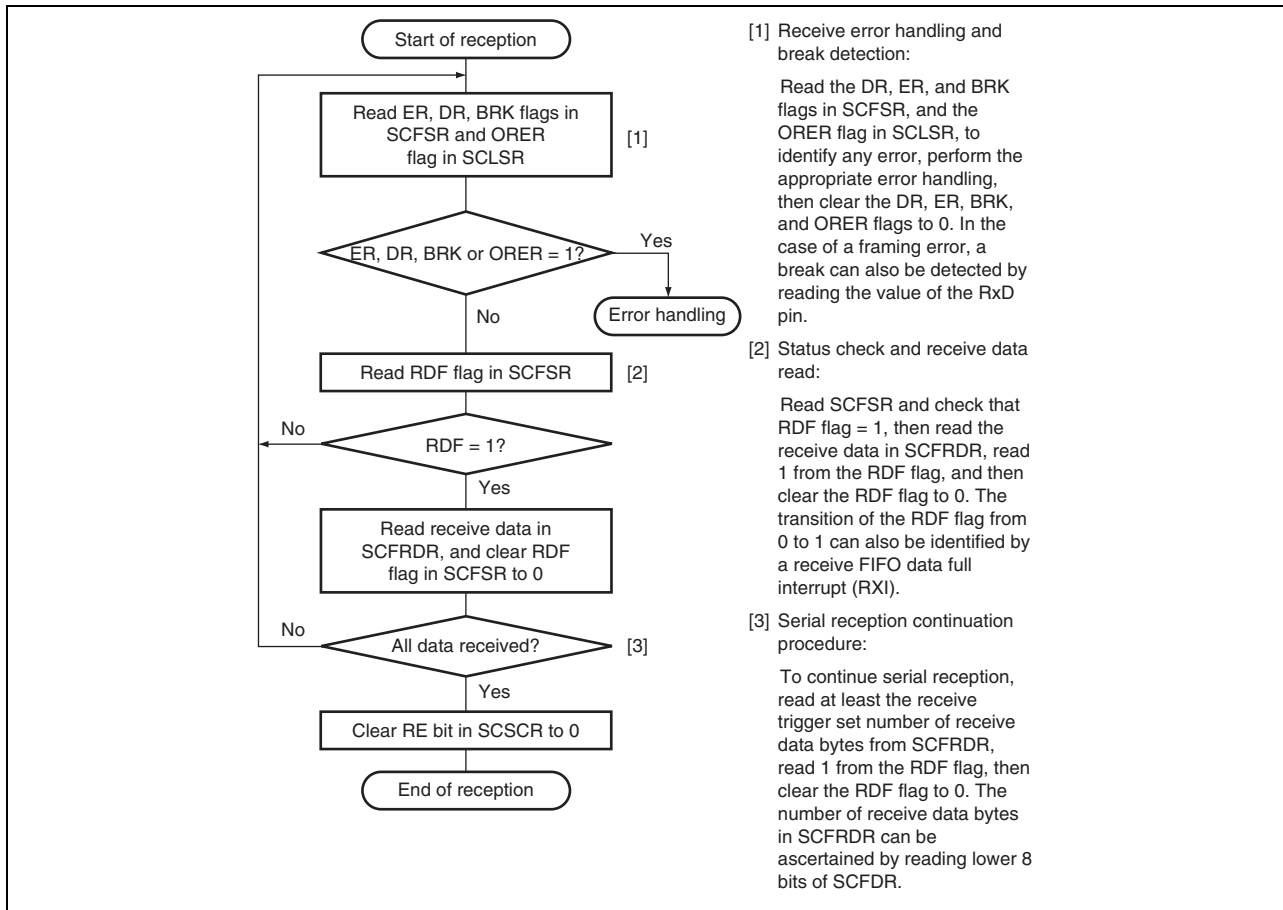 Start of reception
Read ER, DR, BRK flags in
SCFSR and ORER
flag in SCLSR
[1]
ER, DR, BRK or ORER = 1?
Yes
Error handling
No
Read RDF flag in SCFSR
[2]
No
RDF = 1?
Yes
Read receive data in
SCFRDR, and clear RDF
flag in SCFSR to 0
No
All data received?
[3]
Yes
Clear RE bit in SCSCR to 0
End of reception
[1] Receive error handling and
break detection:
Read the DR, ER, and BRK
flags in SCFSR, and the
ORER flag in SCLSR, to
identify any error, perform the
appropriate error handling,
then clear the DR, ER, BRK,
and ORER flags to 0. In the
case of a framing error, a
break can also be detected by
reading the value of the RxD
pin.
[2] Status check and receive data
read:
Read SCFSR and check that
RDF flag = 1, then read the
receive data in SCFRDR, read
1 from the RDF flag, and then
clear the RDF flag to 0. The
transition of the RDF flag from
0 to 1 can also be identified by
a receive FIFO data full
interrupt (RXI).
[3] Serial reception continuation
procedure:
To continue serial reception,
read at least the receive
trigger set number of receive
data bytes from SCFRDR,
read 1 from the RDF flag, then
clear the RDF flag to 0. The
number of receive data bytes
in SCFRDR can be
ascertained by reading lower 8
bits of SCFDR.